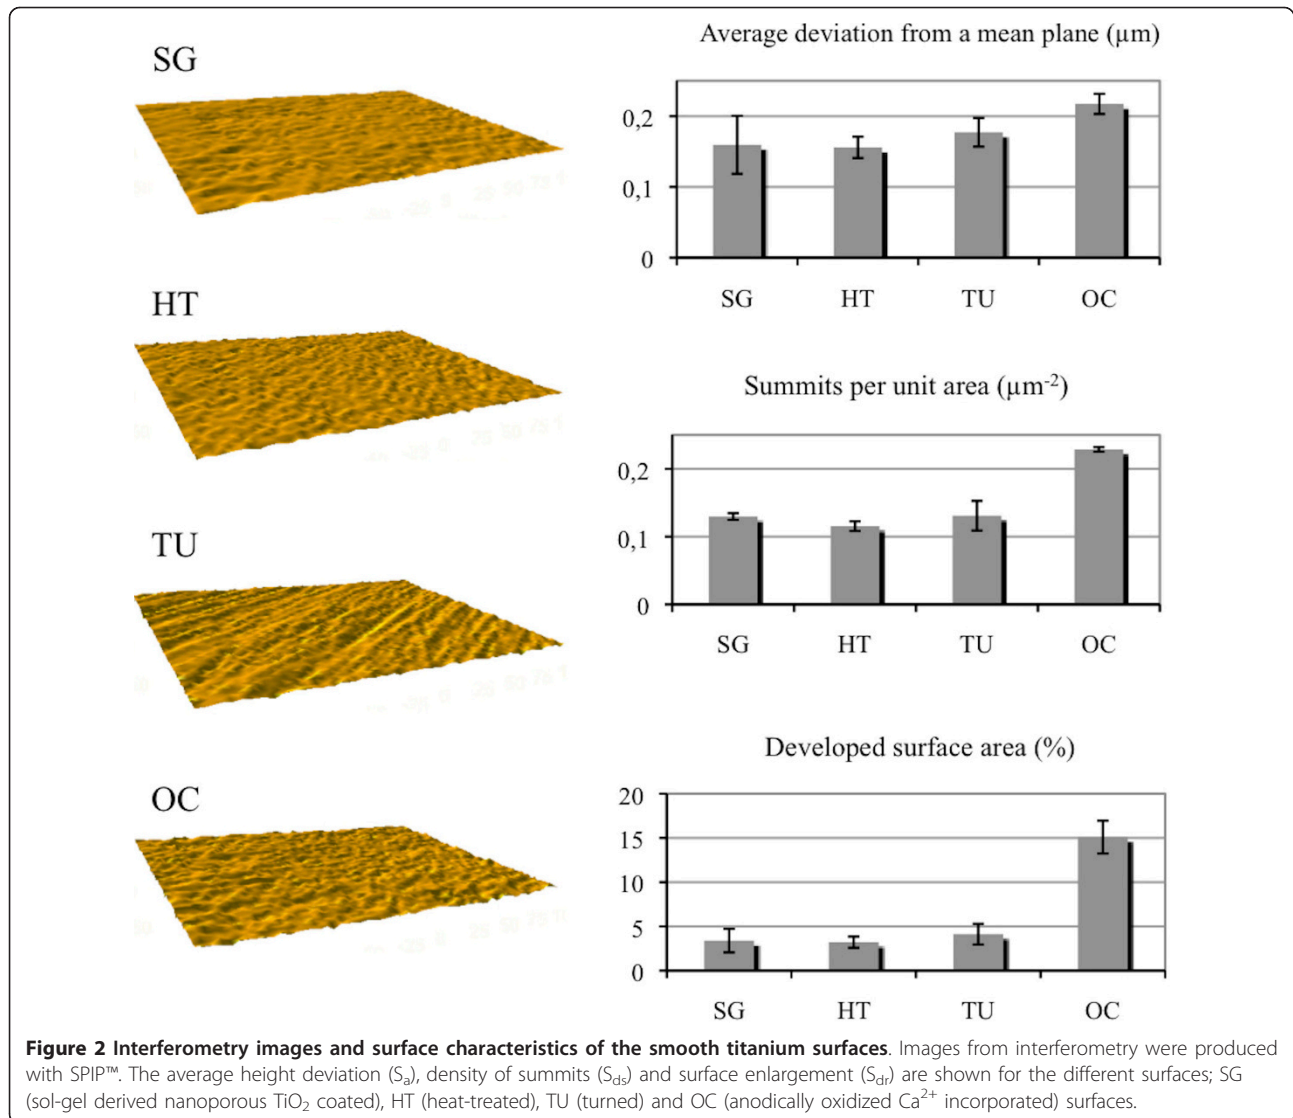 SG
HT
TU
OC
Average deviation from a mean plane (µm)
0,2
0,1
0
SG HT TU OC
Summits per unit area (µm⁻²)
0,2
0,1
0
SG HT TU OC
Developed surface area (%)
20
15
10
5
0
SG HT TU OC
Figure 2 Interferometry images and surface characteristics of the smooth titanium surfaces. Images from interferometry were produced
with SPIP™. The average height deviation (Sₐ), density of summits (S_ds) and surface enlargement (S_dr) are shown for the different surfaces; SG
(sol-gel derived nanoporous TiO₂ coated), HT (heat-treated), TU (turned) and OC (anodically oxidized Ca²⁺ incorporated) surfaces.